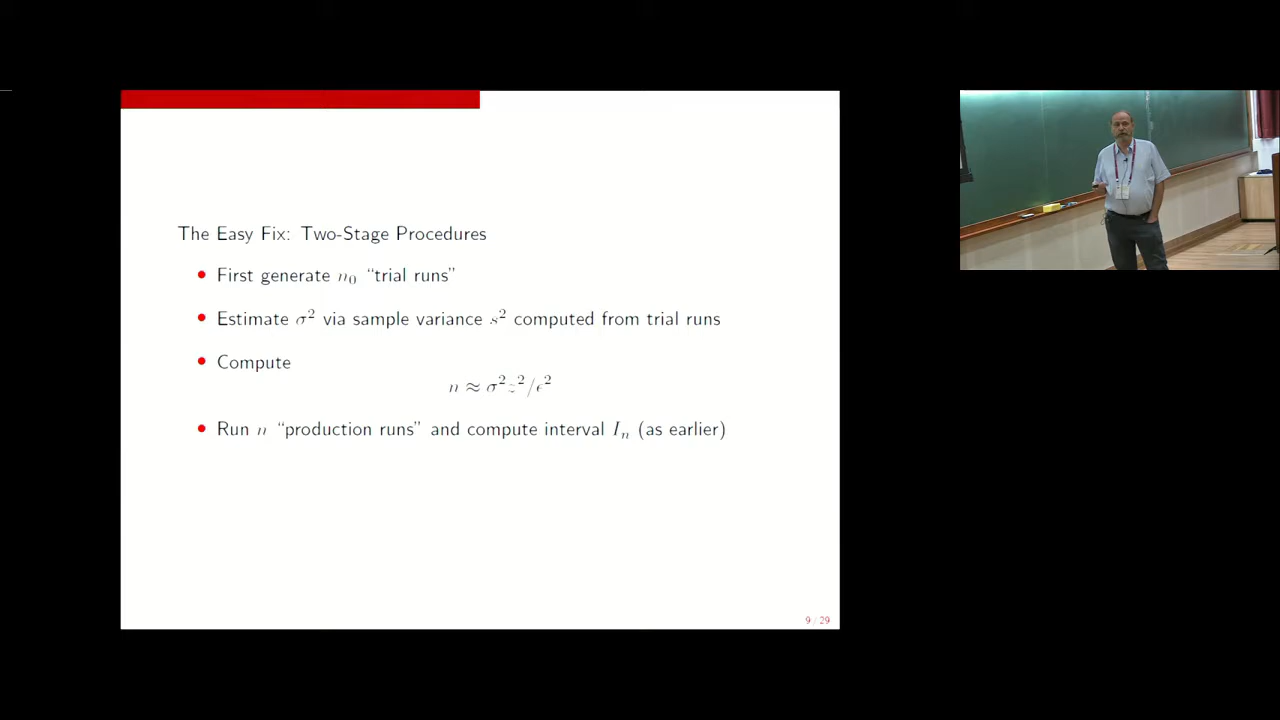 The Easy Fix: Two-Stage Procedures
• First generate n₀ “trial runs”
• Estimate σ² via sample variance s² computed from trial runs
• Compute
n ≈ σ²z²/ϵ²
• Run n “production runs” and compute interval Iₙ (as earlier)
9 / 29